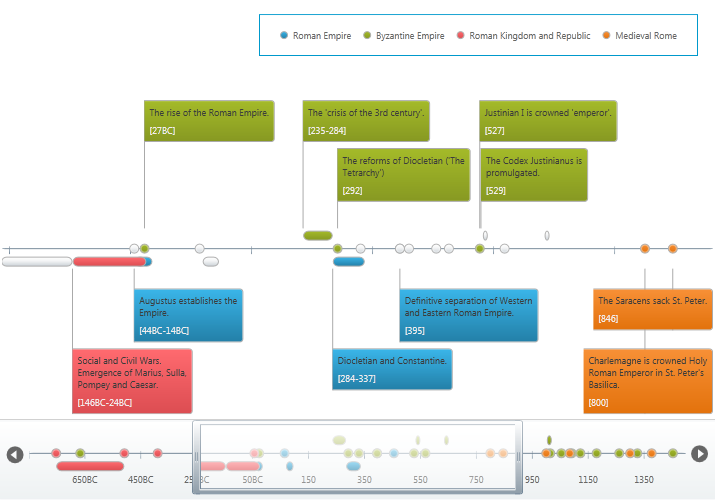 Roman Empire
Byzantine Empire
Roman Kingdom and Republic
Medieval Rome
The rise of the Roman Empire.
[27BC]
The 'crisis of the 3rd century'.
[235-284]
Justinian I is crowned 'emperor'.
[527]
The reforms of Diocletian ('The
Tetrarchy')
[292]
The Codex Justinianus is
promulgated.
[529]
Augustus establishes the
Empire.
[44BC-14BC]
Definitive separation of Western
and Eastern Roman Empire.
[395]
The Saracens sack St. Peter.
[846]
Social and Civil Wars.
Emergence of Marius, Sulla,
Pompey and Caesar.
[146BC-24BC]
Diocletian and Constantine.
[284-337]
Charlemagne is crowned Holy
Roman Emperor in St. Peter's
Basilica.
[800]
650BC
450BC
50BC
150
350
550
750
950
1150
1350